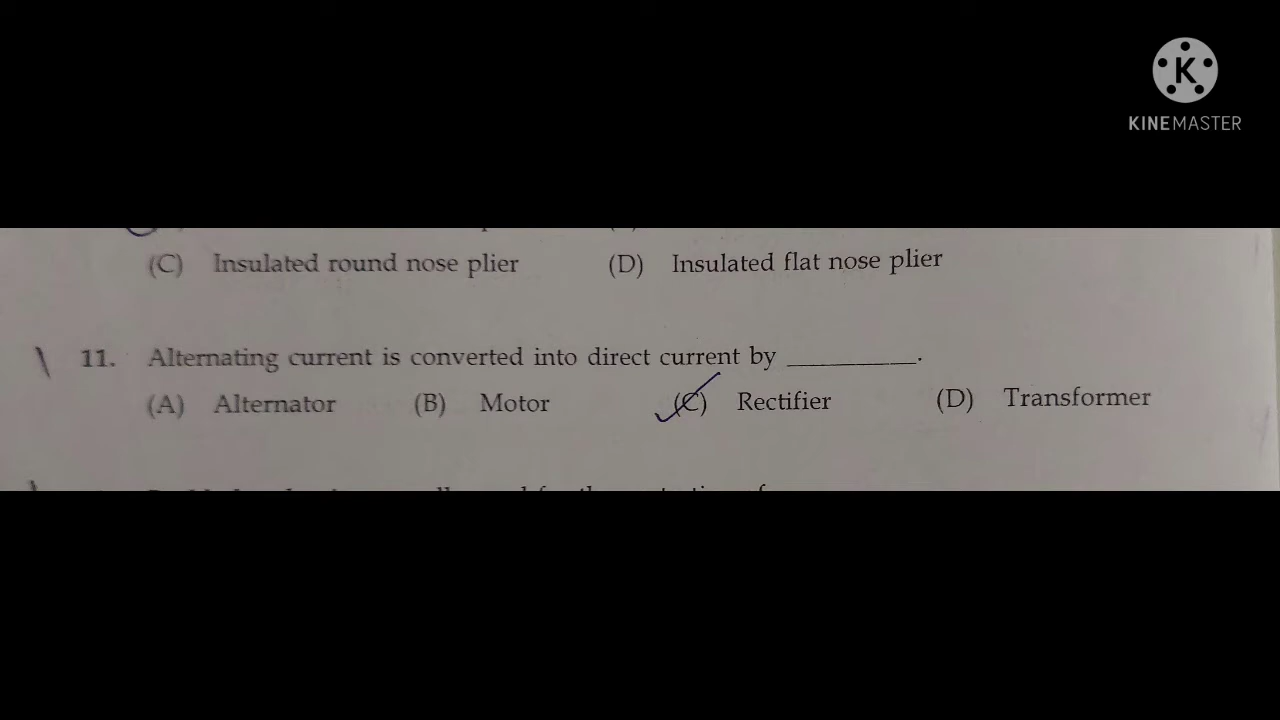 K
KINEMASTER
(C) Insulated round nose plier (D) Insulated flat nose plier
11. Alternating current is converted into direct current by __________.
(A) Alternator (B) Motor (C) Rectifier (D) Transformer